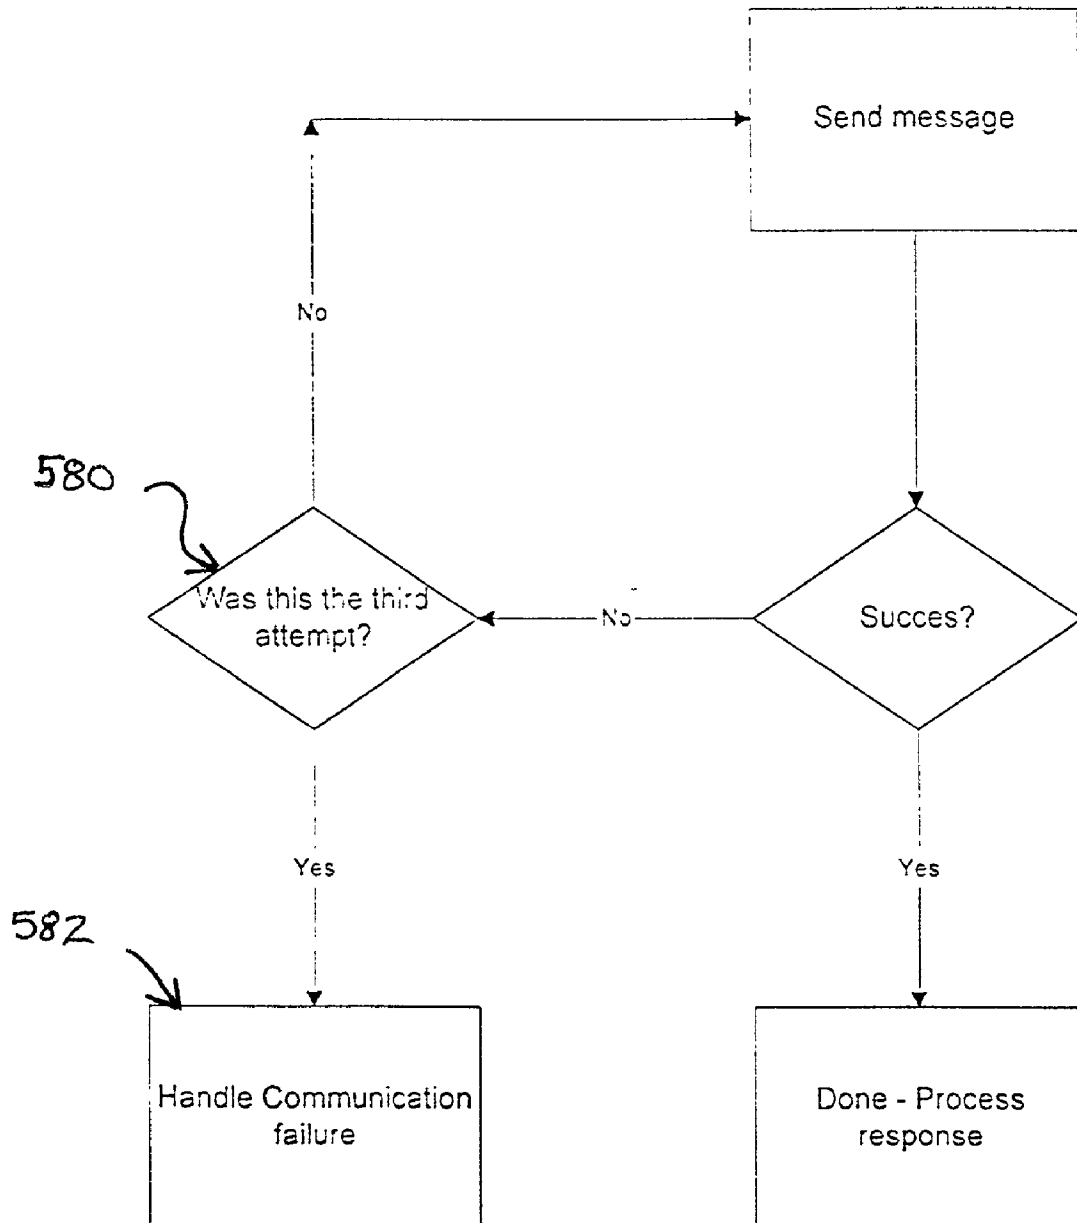 Send message
No
580
Was this the third
attempt?
No
Succes?
Yes
Yes
582
Handle Communication
failure
Done - Process
response